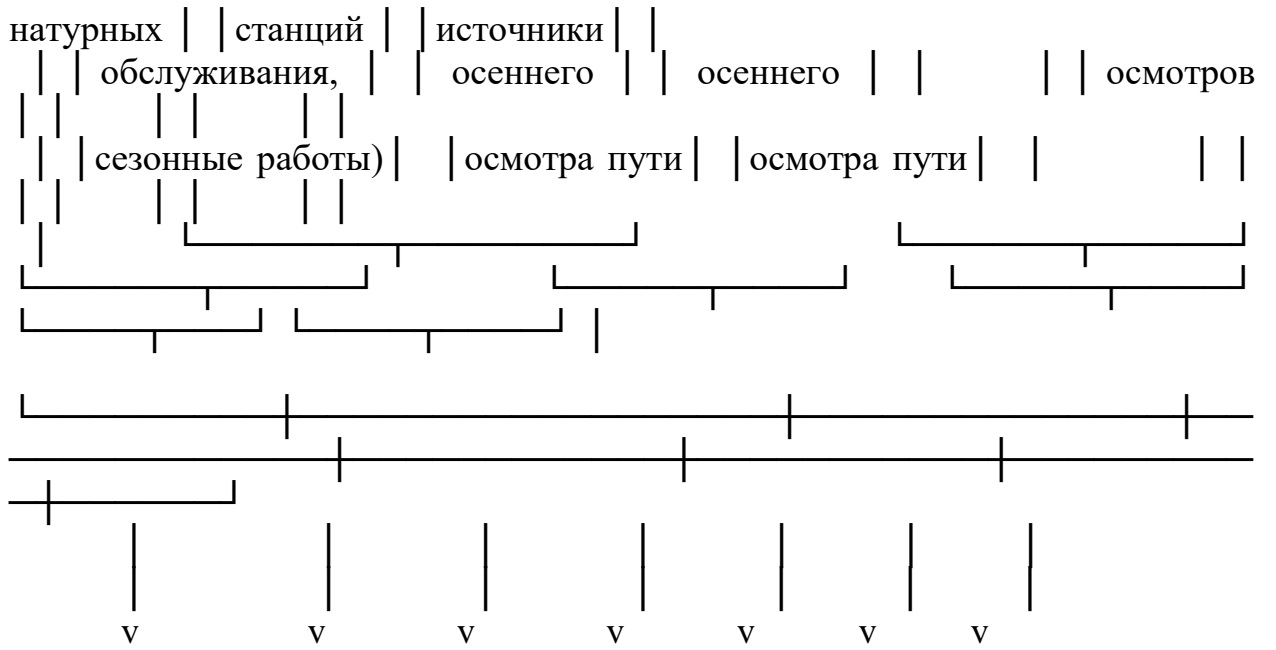 натурных станций источники
обслуживания, осеннего осеннего осмотров
сезонные работы) осмотра пути осмотра пути
v v v v v v v